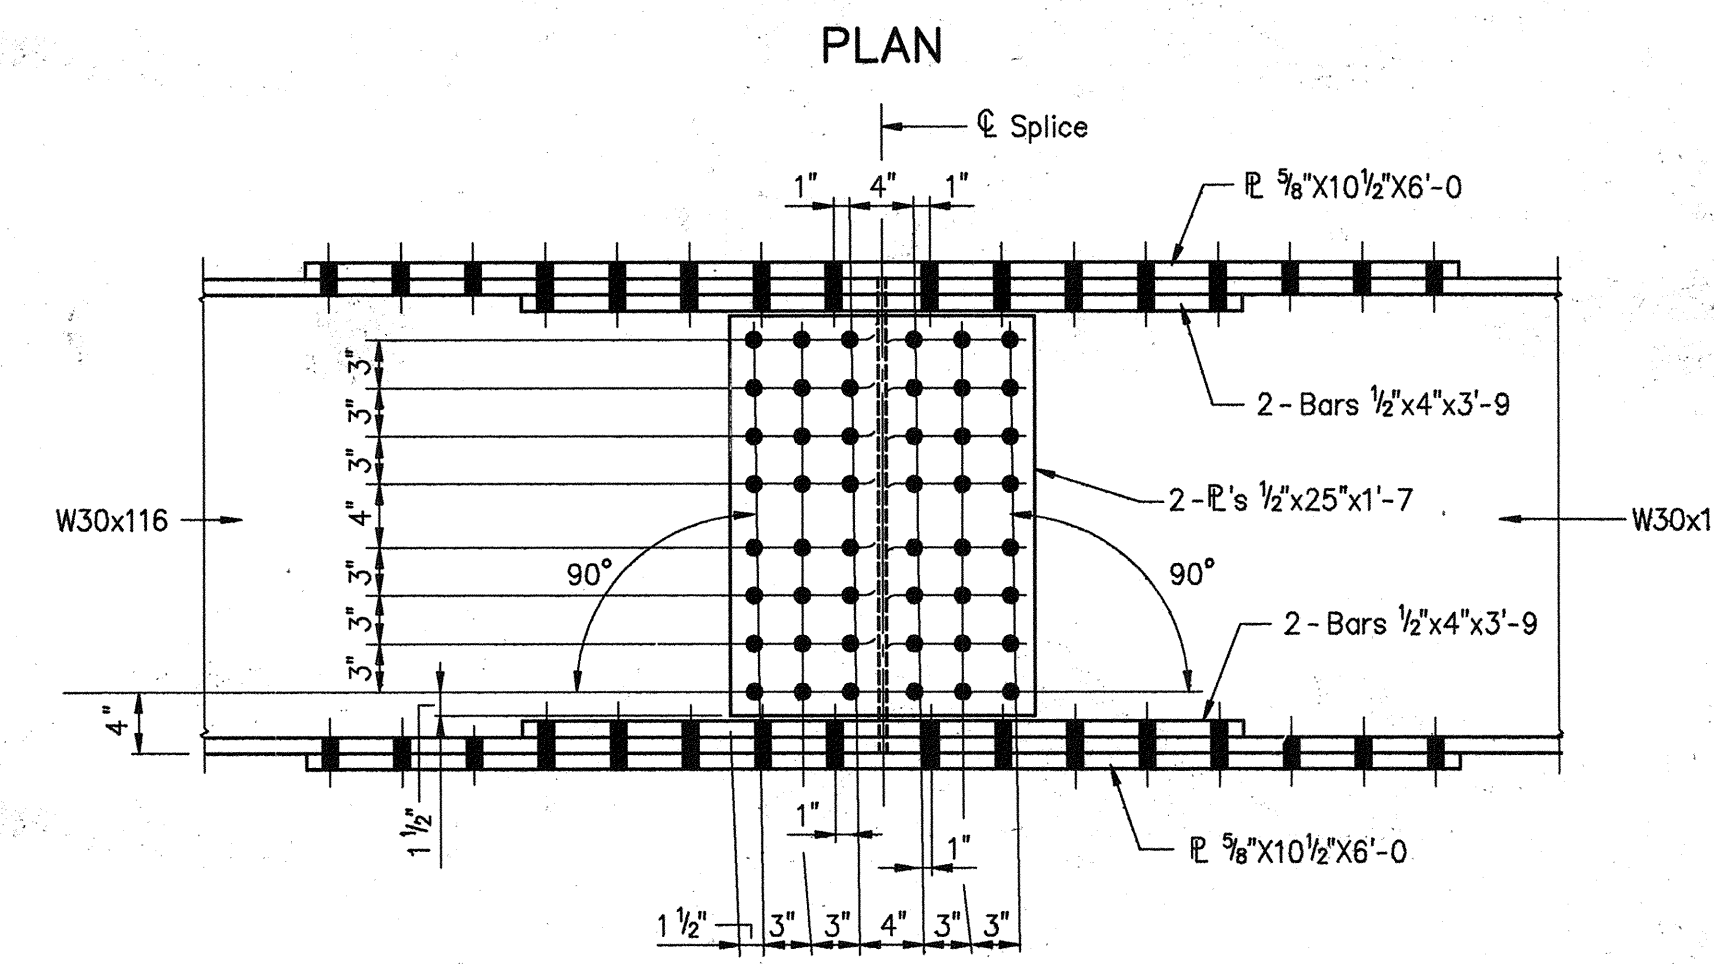 PLAN
℄ Splice
1" 4" 1"
℄ 5/8"X10 1/2"X6'-0
3"
3"
2-Bars 1/2"x4"x3'-9
3"
2-℄'s 1/2"x25"x1'-7
4"
W30x116
W30x1
3"
90°
90°
3"
2-Bars 1/2"x4"x3'-9
3"
4"
1 1/2"
1"
1"
℄ 5/8"X10 1/2"X6'-0
1 1/2" 3" 3" 4" 3" 3"